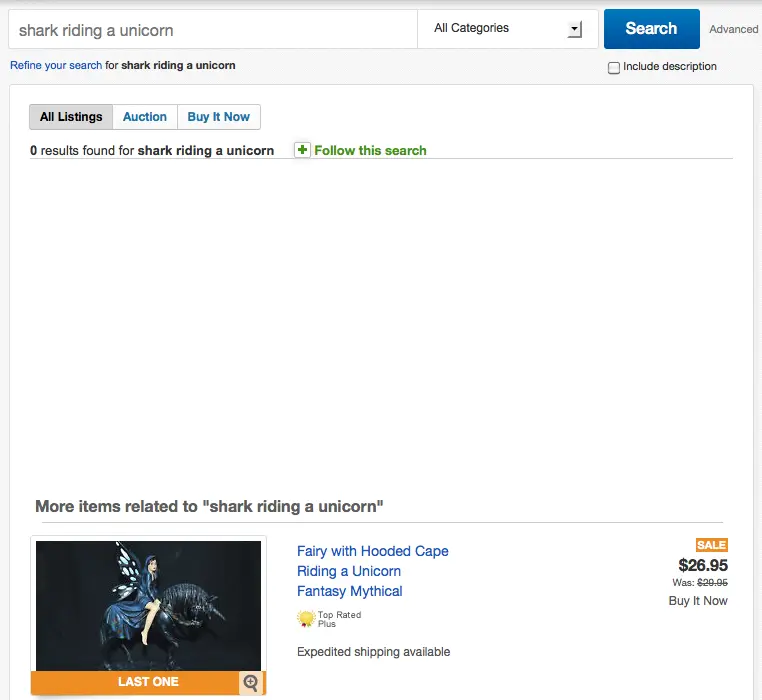 shark riding a unicorn
All Categories
Search
Advanced
Refine your search for shark riding a unicorn
Include description
All Listings
Auction
Buy It Now
0 results found for shark riding a unicorn
Follow this search
More items related to "shark riding a unicorn"
Fairy with Hooded Cape
Riding a Unicorn
Fantasy Mythical
Top Rated
Plus
Expedited shipping available
SALE
$26.95
Was: $29.95
Buy It Now
LAST ONE